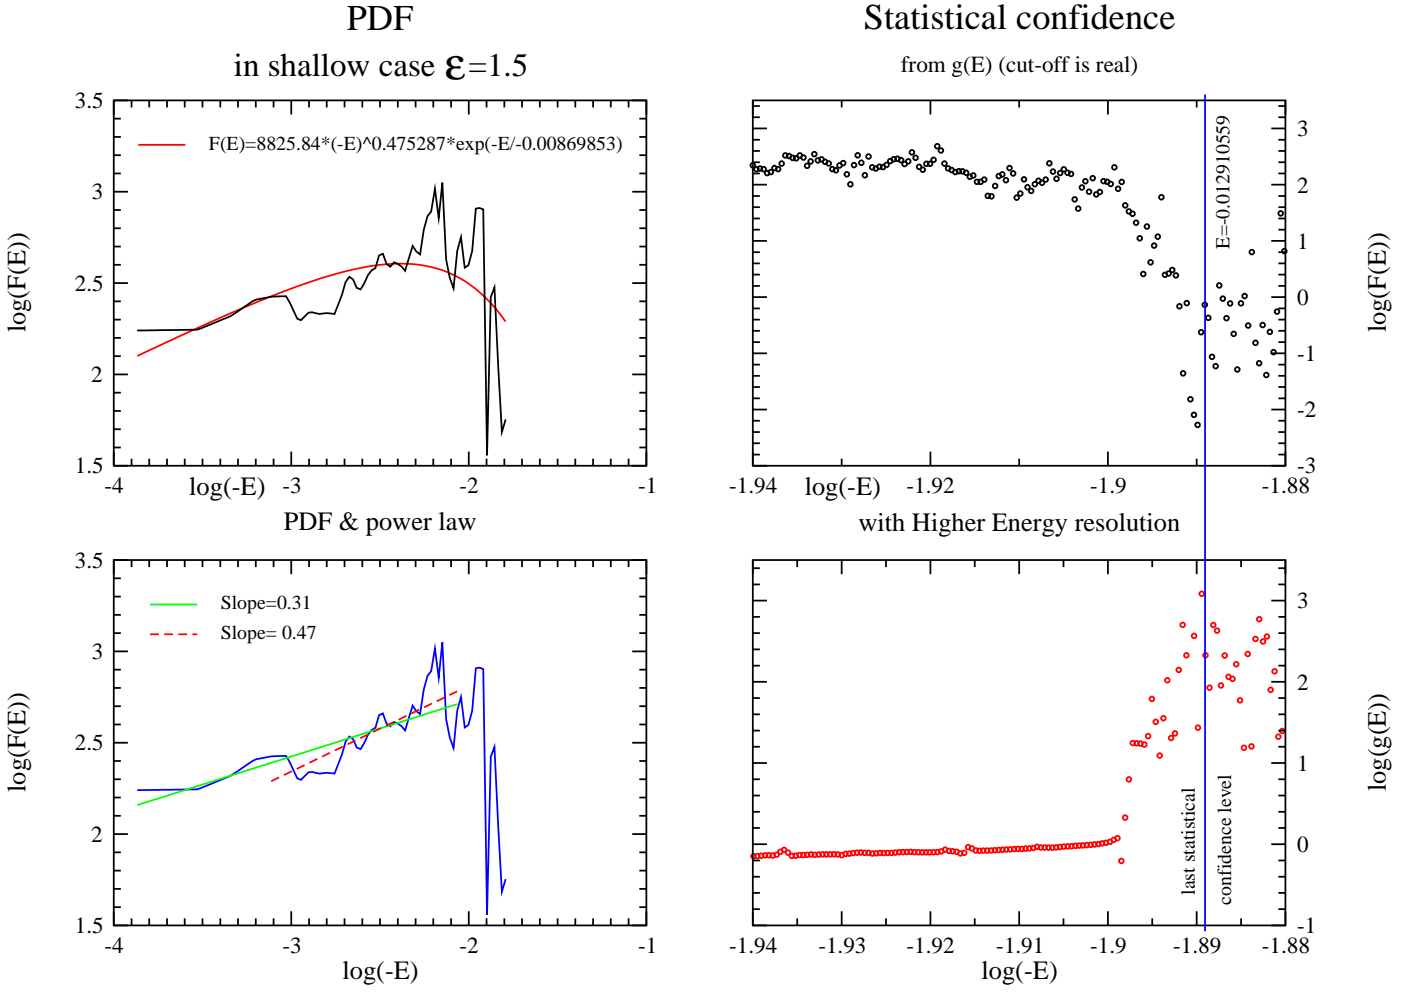 PDF
in shallow case ε=1.5
Statistical confidence
from g(E) (cut-off is real)
3.5
3
2.5
2
1.5
log(F(E))
F(E)=8825.84*(-E)^0.475287*exp(-E/-0.00869853)
-4
log(-E)
-3
-2
-1
E=-0.012910559
3
2
1
0
-1
-2
-3
log(F(E))
-1.94
log(-E)
-1.92
-1.9
-1.88
PDF & power law
3.5
3
2.5
2
1.5
log(F(E))
Slope=0.31
Slope= 0.47
-4
-3
-2
-1
log(-E)
with Higher Energy resolution
last statistical
confidence level
3
2
1
0
-1
log(g(E))
-1.94
-1.93
-1.92
-1.91
-1.9
-1.89
-1.88
log(-E)